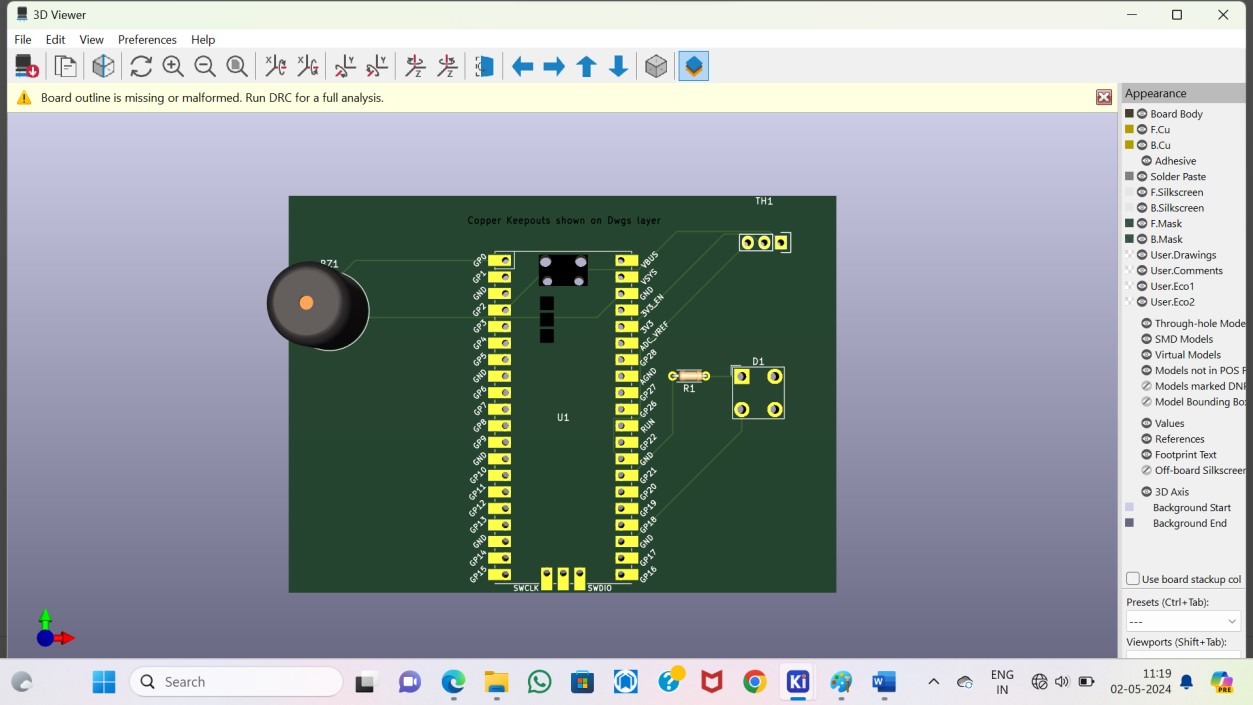 3D Viewer
File Edit View Preferences Help
Board outline is missing or malformed. Run DRC for a full analysis.
Appearance
Board Body
F.Cu
B.Cu
Adhesive
Solder Paste
F.Silkscreen
B.Silkscreen
F.Mask
B.Mask
User.Drawings
User.Comments
User.Eco1
User.Eco2
Through-hole Mode
SMD Models
Virtual Models
Models not in POS F
Models marked DNP
Model Bounding Bo
Values
References
Footprint Text
Off-board Silkscreen
3D Axis
Background Start
Background End
Use board stackup col
Presets (Ctrl+Tab):
---
Viewports (Shift+Tab):
TH1
Copper Keepouts shown on Dwgs layer
BZ1
GP0
GP1
GND
GP2
GP3
GP4
GP5
GND
GP6
GP7
GP8
GP9
GND
GP10
GP11
GP12
GP13
GND
GP14
GP15
VBUS
VSYS
GND
3V3_EN
3V3
ADC_VREF
GP28
AGND
GP27
GP26
RUN
GP22
GND
GP21
GP20
GP19
GP18
GND
GP17
GP16
U1
R1
D1
SWCLK
SWDIO
Search
ENG
IN
11:19
02-05-2024
PRE